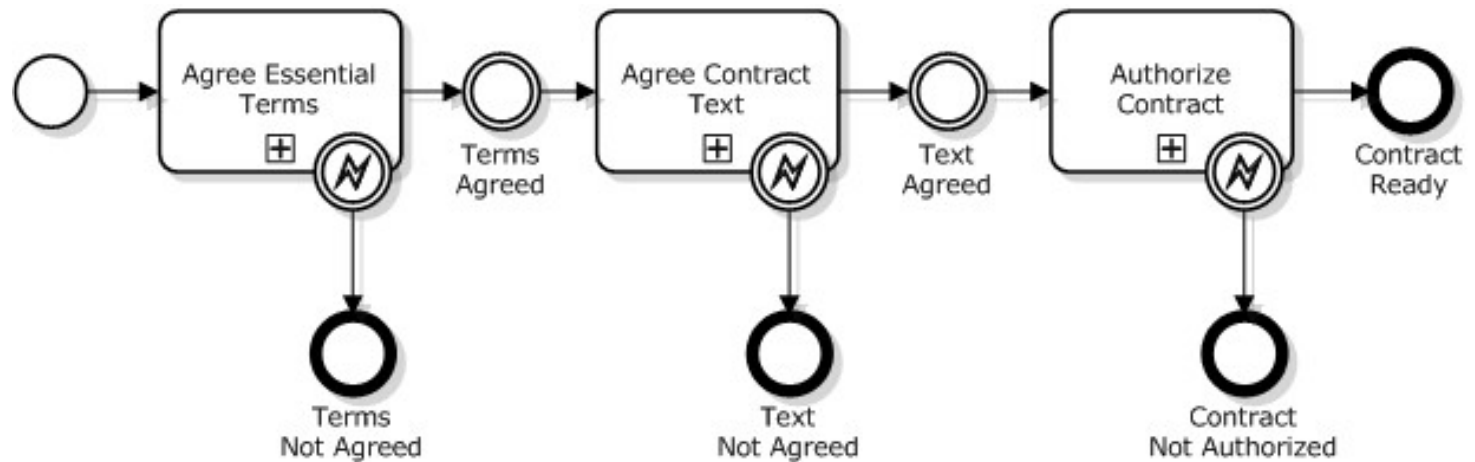 Agree Essential
Terms
Terms
Agreed
Agree Contract
Text
Text
Agreed
Authorize
Contract
Contract
Ready
Terms
Not Agreed
Text
Not Agreed
Contract
Not Authorized